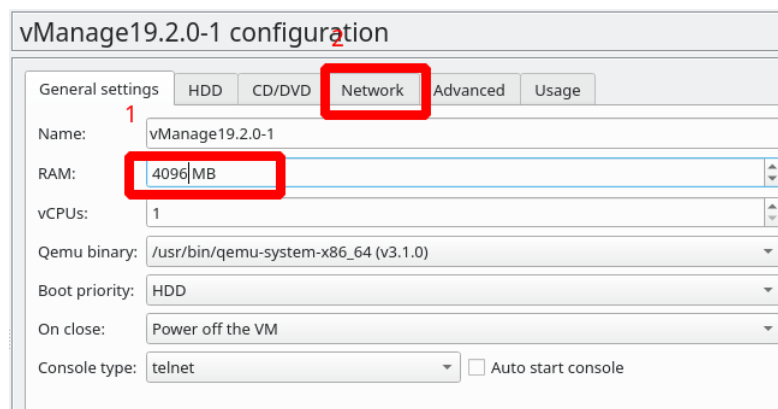 vManage19.2.0-1 configuration
2
General settings HDD CD/DVD Network Advanced Usage
1
Name: vManage19.2.0-1
RAM: 4096 MB
vCPUs: 1
Qemu binary: /usr/bin/qemu-system-x86_64 (v3.1.0)
Boot priority: HDD
On close: Power off the VM
Console type: telnet Auto start console